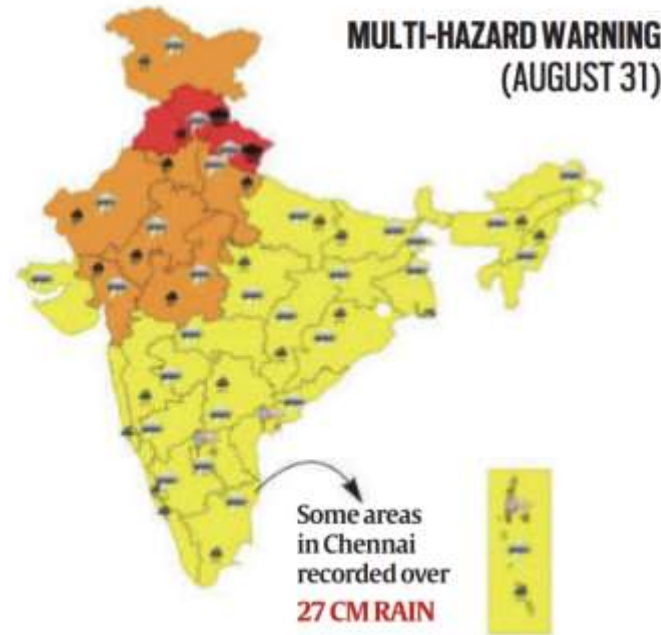 MULTI-HAZARD WARNING
(AUGUST 31)
Some areas
in Chennai
recorded over
27 CM RAIN